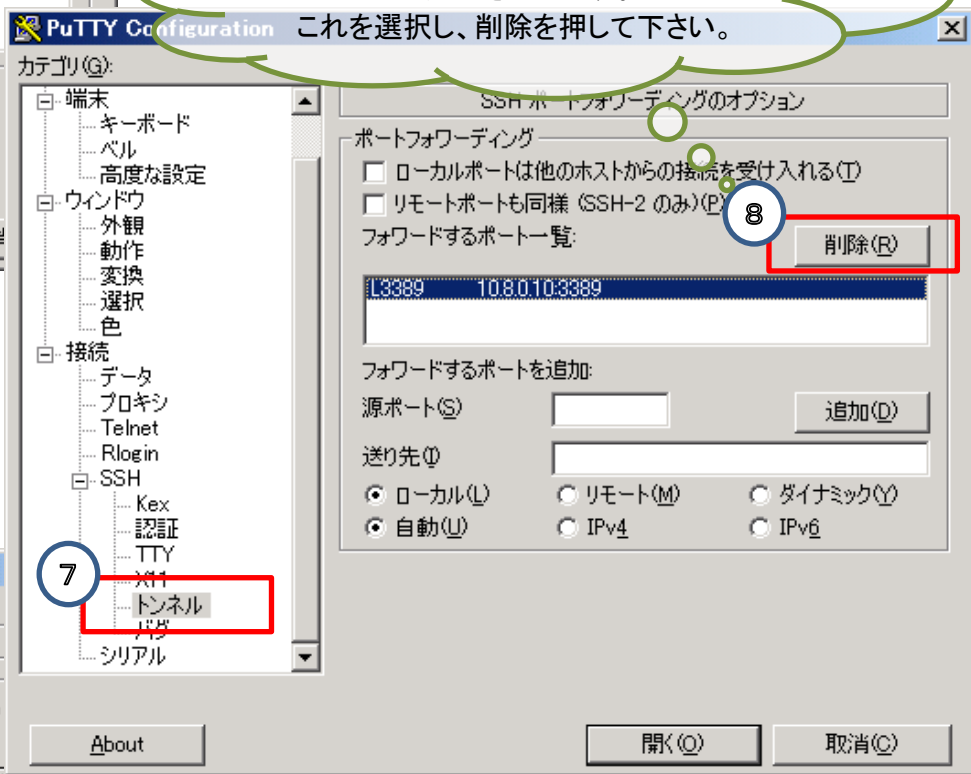 これを選択し、削除を押して下さい。
PuTTY Configuration
カテゴリ(G):
端末
キーボード
ベル
高度な設定
ウィンドウ
外観
動作
変換
選択
色
接続
データ
プロキシ
Telnet
Rlogin
SSH
Kex
認証
TTY
X11
トンネル
バグ
シリアル
7
SSH ポートフォワーディングのオプション
ポートフォワーディング
ローカルポートは他のホストからの接続を受け入れる(T)
リモートポートも同様 (SSH-2 のみ)(P)
8
フォワードするポート一覧:
削除(R)
L3389 10.8.0.10:3389
フォワードするポートを追加:
源ポート(S)
追加(D)
送り先(I)
ローカル(L) リモート(M) ダイナミック(Y)
自動(U) IPv4 IPv6
About
開く(O)
取消(C)